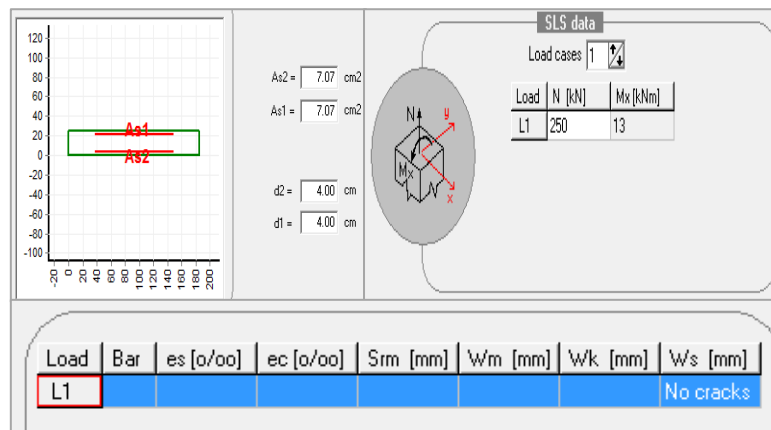 120
100
80
60
40
20
0
-20
-40
-60
-80
-100
As1
As2
-20 0 20 40 60 80 100 120 140 160 180 200
As2 = 7.07 cm2
As1 = 7.07 cm2
d2 = 4.00 cm
d1 = 4.00 cm
SLS data
Load cases 1
N
y
Mx
x
Load N [kN] Mx [kNm]
L1 250 13
Load Bar es [o/oo] ec [o/oo] Srm [mm] Wm [mm] Wk [mm] Ws [mm]
L1 No cracks